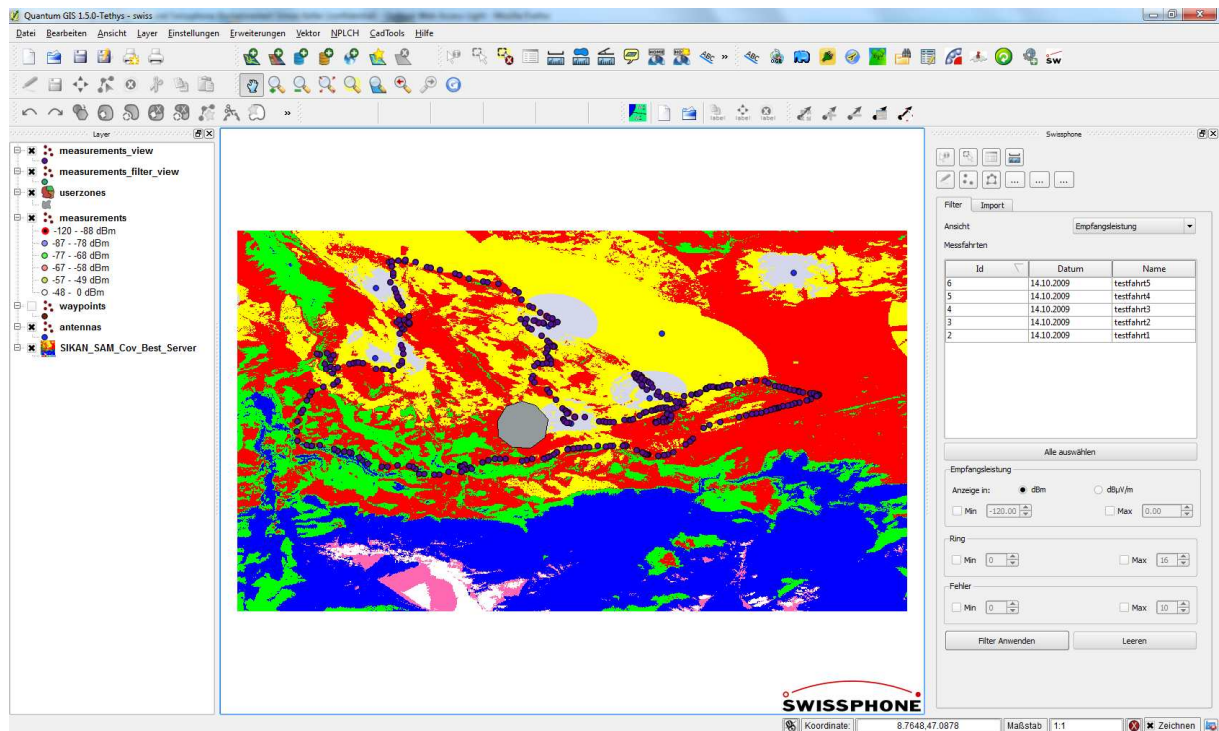 Quantum GIS 1.5.0-Tethys - swiss
Datei Bearbeiten Ansicht Layer Einstellungen Erweiterungen Vektor NPLCH CadTools Hilfe
Layer
measurements_view
measurements_filter_view
userzones
measurements
-120 - -88 dBm
-87 - -78 dBm
-77 - -68 dBm
-67 - -58 dBm
-57 - -49 dBm
-48 - 0 dBm
waypoints
antennas
SIKAN_SAM_Cov_Best_Server
SWISSPHONE
Swissphone
Filter Import
Ansicht Empfangsleistung
Messfahrten
Id Datum Name
6 14.10.2009 testfahrt5
5 14.10.2009 testfahrt4
4 14.10.2009 testfahrt3
3 14.10.2009 testfahrt2
2 14.10.2009 testfahrt1
Alle auswählen
Empfangsleistung
Anzeige in: dBm dBµV/m
Min -120.00 Max 0.00
Ring
Min 0 Max 16
Fehler
Min 0 Max 10
Filter Anwenden Leeren
Koordinate: 8.7648,47.0878 Maßstab 1:1 Zeichnen